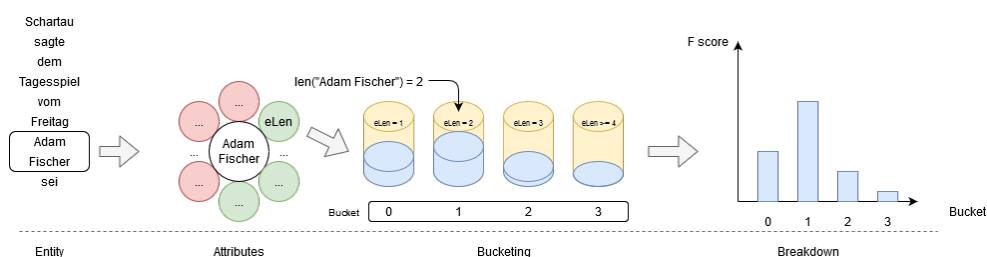 Schartau
sagte
dem
Tagesspiel
vom
Freitag
Adam
Fischer
sei
Entity
...
...
eLen
...
Adam
Fischer
...
...
...
...
Attributes
len("Adam Fischer") = 2
eLen = 1
eLen = 2
eLen = 3
eLen >= 4
Bucket
0
1
2
3
Bucketing
F score
0
1
2
3
Bucket
Breakdown